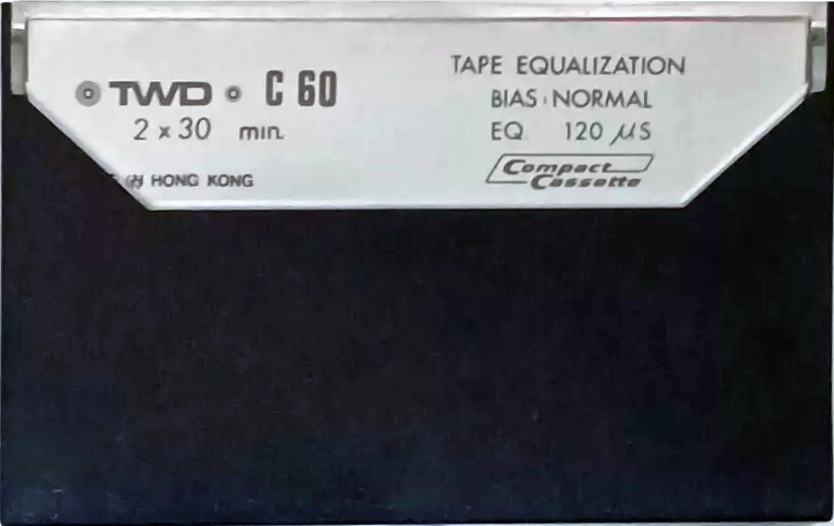 TWD C 60
2 x 30 min.
HONG KONG
TAPE EQUALIZATION
BIAS : NORMAL
EQ. 120 µS
Compact
Cassette